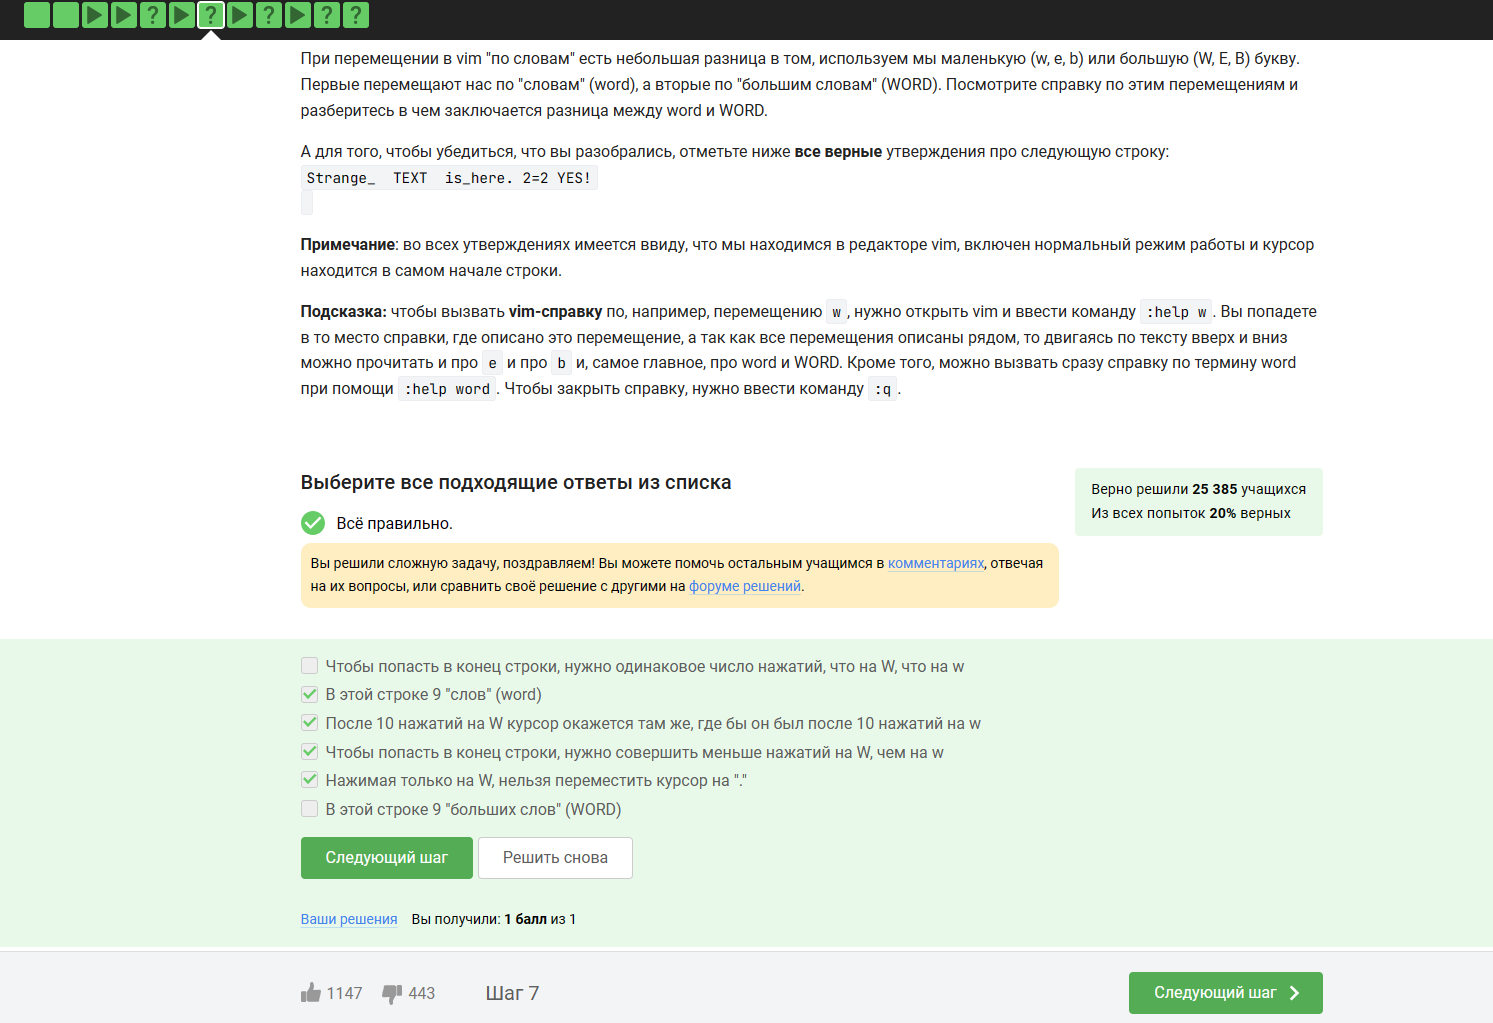 При перемещении в vim "по словам" есть небольшая разница в том, используем мы маленькую (w, e, b) или большую (W, E, B) букву.
Первые перемещают нас по "словам" (word), а вторые по "большим словам" (WORD). Посмотрите справку по этим перемещениям и
разберитесь в чем заключается разница между word и WORD.
А для того, чтобы убедиться, что вы разобрались, отметьте ниже все верные утверждения про следующую строку:
Strange_  TEXT  is_here. 2=2 YES!
Примечание: во всех утверждениях имеется ввиду, что мы находимся в редакторе vim, включен нормальный режим работы и курсор
находится в самом начале строки.
Подсказка: чтобы вызвать vim-справку по, например, перемещению w, нужно открыть vim и ввести команду :help w. Вы попадете
в то место справки, где описано это перемещение, а так как все перемещения описаны рядом, то двигаясь по тексту вверх и вниз
можно прочитать и про e и про b и, самое главное, про word и WORD. Кроме того, можно вызвать сразу справку по термину word
при помощи :help word. Чтобы закрыть справку, нужно ввести команду :q.
Выберите все подходящие ответы из списка
Верно решили 25 385 учащихся
Из всех попыток 20% верных
Всё правильно.
Вы решили сложную задачу, поздравляем! Вы можете помочь остальным учащимся в комментариях, отвечая
на их вопросы, или сравнить своё решение с другими на форуме решений.
Чтобы попасть в конец строки, нужно одинаковое число нажатий, что на W, что на w
В этой строке 9 "слов" (word)
После 10 нажатий на W курсор окажется там же, где бы он был после 10 нажатий на w
Чтобы попасть в конец строки, нужно совершить меньше нажатий на W, чем на w
Нажимая только на W, нельзя переместить курсор на "."
В этой строке 9 "больших слов" (WORD)
Следующий шаг
Решить снова
Ваши решения Вы получили: 1 балл из 1
1147 443 Шаг 7
Следующий шаг